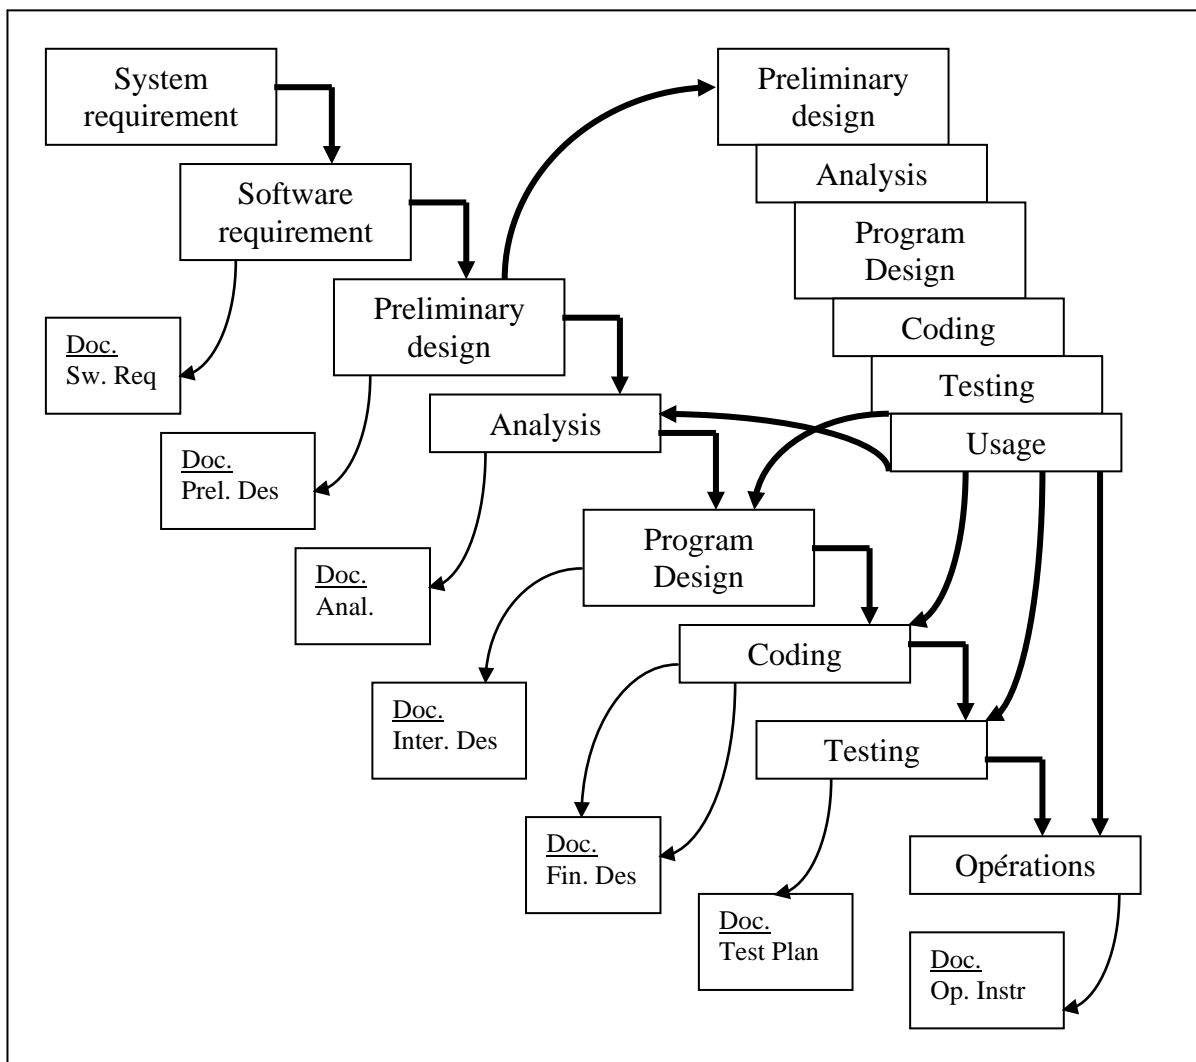 System
requirement
Software
requirement
Preliminary
design
Analysis
Program
Design
Coding
Testing
Opérations
Preliminary
design
Analysis
Program
Design
Coding
Testing
Usage
Doc.
Sw. Req
Doc.
Prel. Des
Doc.
Anal.
Doc.
Inter. Des
Doc.
Fin. Des
Doc.
Test Plan
Doc.
Op. Instr